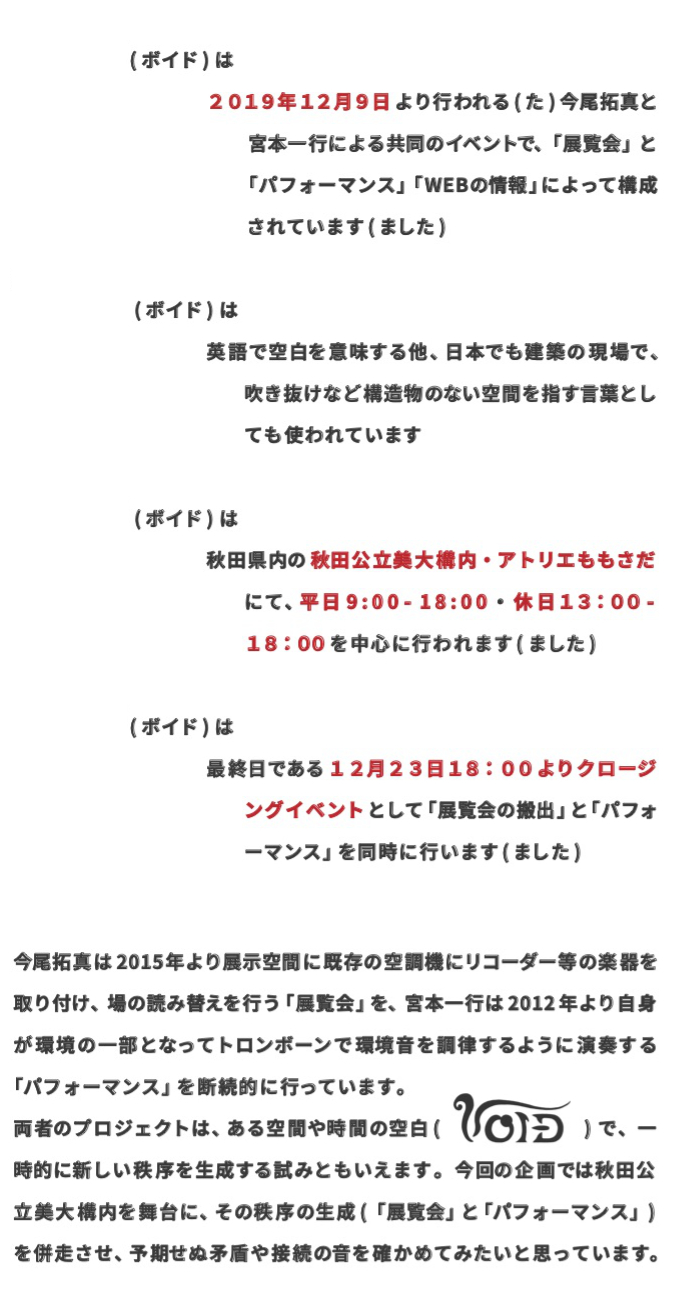 (ボイド)は
２０１９年１２月９日より行われる(た)今尾拓真と
宮本一行による共同のイベントで、「展覧会」と
「パフォーマンス」「WEBの情報」によって構成
されています(ました)
(ボイド)は
英語で空白を意味する他、日本でも建築の現場で、
吹き抜けなど構造物のない空間を指す言葉とし
ても使われています
(ボイド)は
秋田県内の秋田公立美大構内・アトリエももさだ
にて、平日9:00-18:00・休日１３：００-
１８：００を中心に行われます(ました)
(ボイド)は
最終日である１２月２３日１８：００よりクロージ
ングイベントとして「展覧会の搬出」と「パフォ
ーマンス」を同時に行います(ました)
今尾拓真は2015年より展示空間に既存の空調機にリコーダー等の楽器を
取り付け、場の読み替えを行う「展覧会」を、宮本一行は2012年より自身
が環境の一部となってトロンボーンで環境音を調律するように演奏する
「パフォーマンス」を断続的に行っています。
両者のプロジェクトは、ある空間や時間の空白(VOID)で、一
時的に新しい秩序を生成する試みともいえます。今回の企画では秋田公
立美大構内を舞台に、その秩序の生成(「展覧会」と「パフォーマンス」)
を併走させ、予期せぬ矛盾や接続の音を確かめてみたいと思っています。